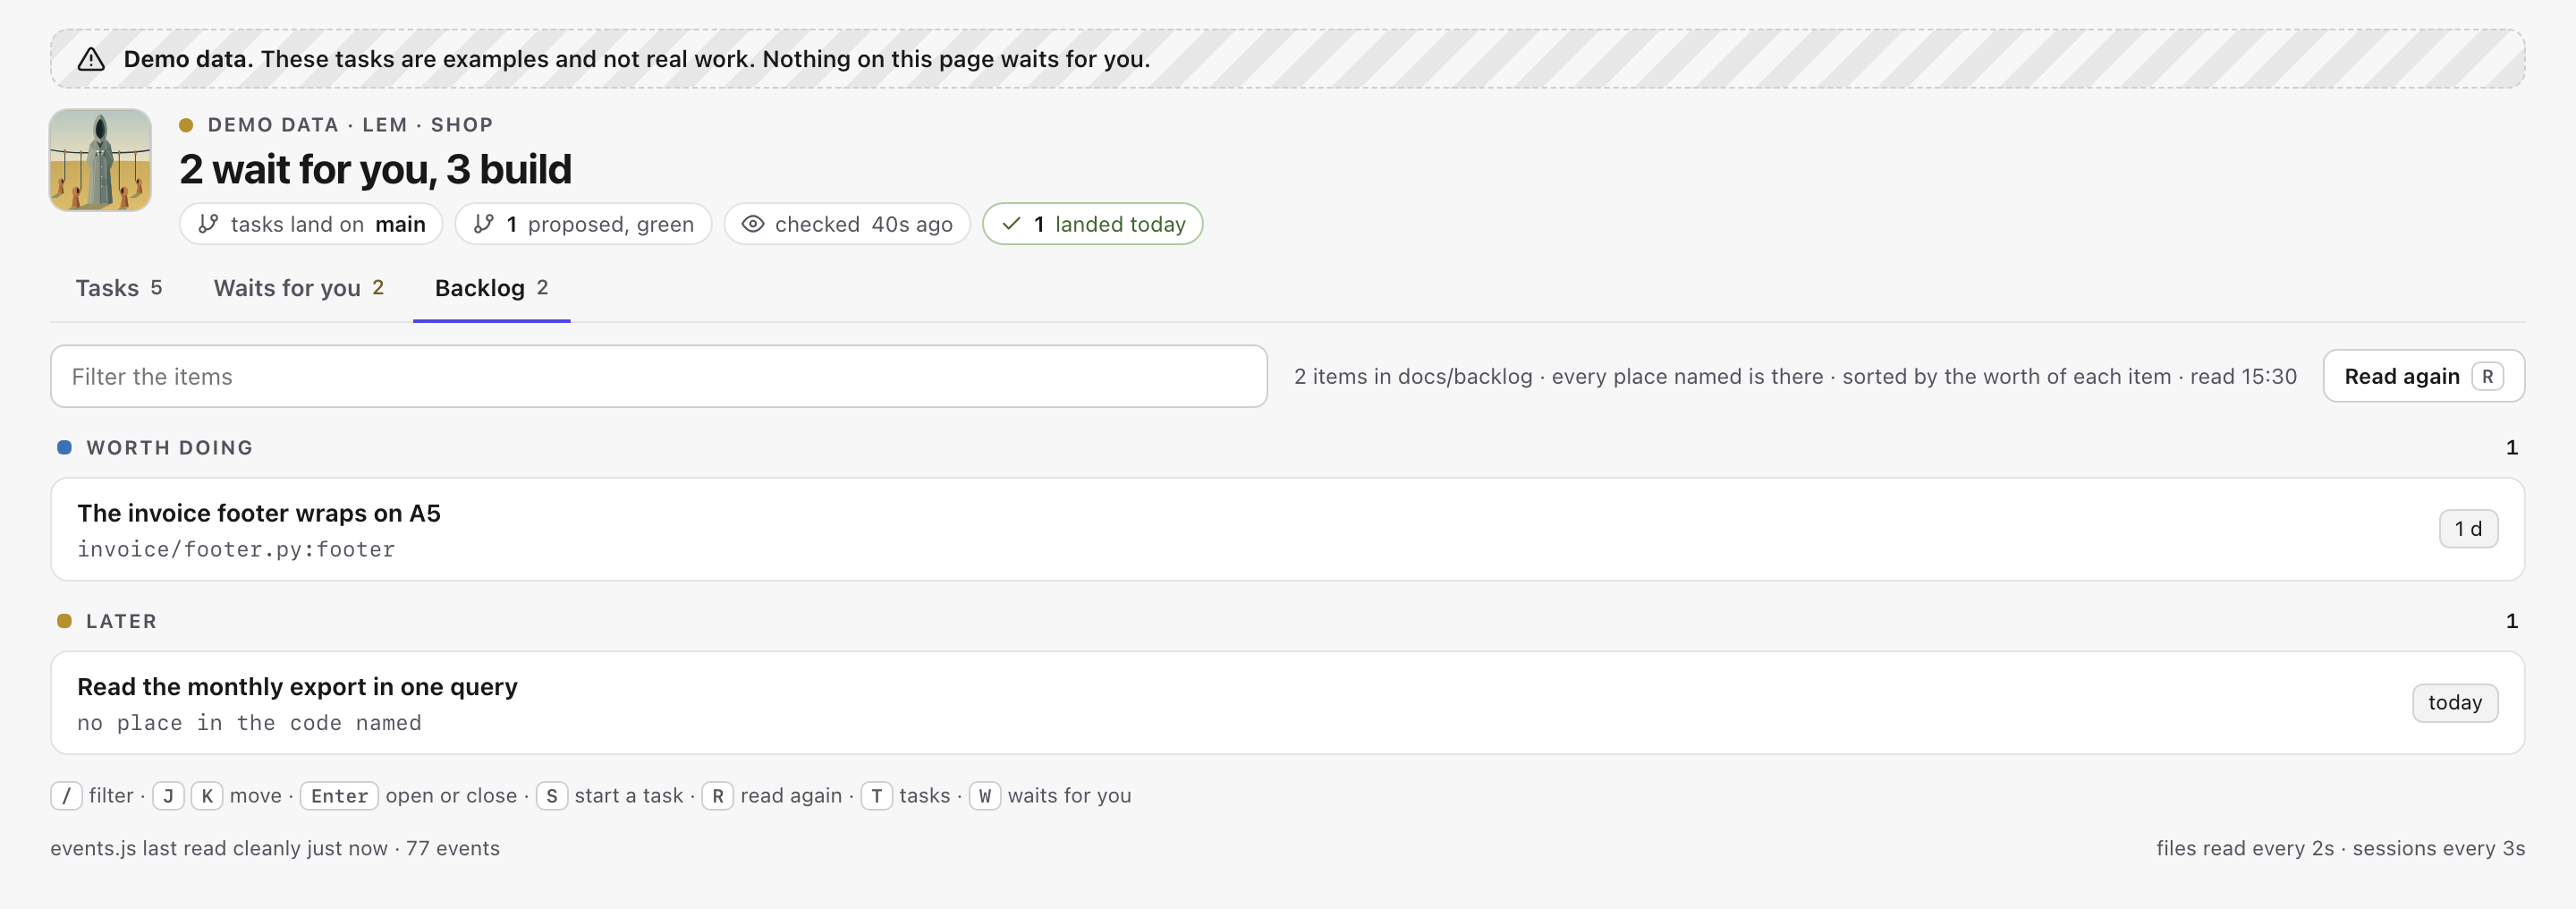 Demo data. These tasks are examples and not real work. Nothing on this page waits for you.
DEMO DATA · LEM · SHOP
2 wait for you, 3 build
tasks land on main 1 proposed, green checked 40s ago 1 landed today
Tasks 5 Waits for you 2 Backlog 2
Filter the items 2 items in docs/backlog · every place named is there · sorted by the worth of each item · read 15:30 Read again R
WORTH DOING 1
The invoice footer wraps on A5
invoice/footer.py:footer
1 d
LATER 1
Read the monthly export in one query
no place in the code named
today
/ filter · J K move · Enter open or close · S start a task · R read again · T tasks · W waits for you
events.js last read cleanly just now · 77 events files read every 2s · sessions every 3s